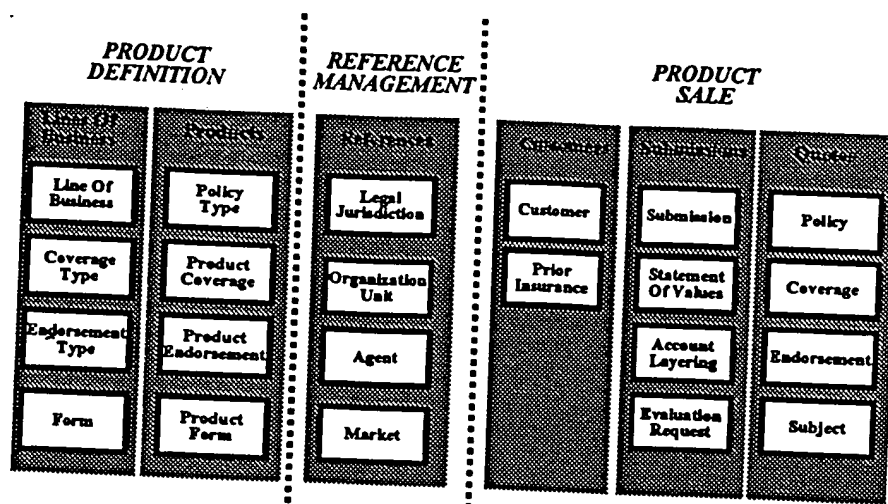 PRODUCT
DEFINITION
REFERENCE
MANAGEMENT
PRODUCT
SALE
Lines Of
Business
Line Of
Business
Coverage
Type
Endorsement
Type
Form
Products
Policy
Type
Product
Coverage
Product
Endorsement
Product
Form
References
Legal
Jurisdiction
Organization
Unit
Agent
Market
Customers
Customer
Prior
Insurance
Submissions
Submission
Statement
Of Values
Account
Layering
Evaluation
Request
Quotes
Policy
Coverage
Endorsement
Subject